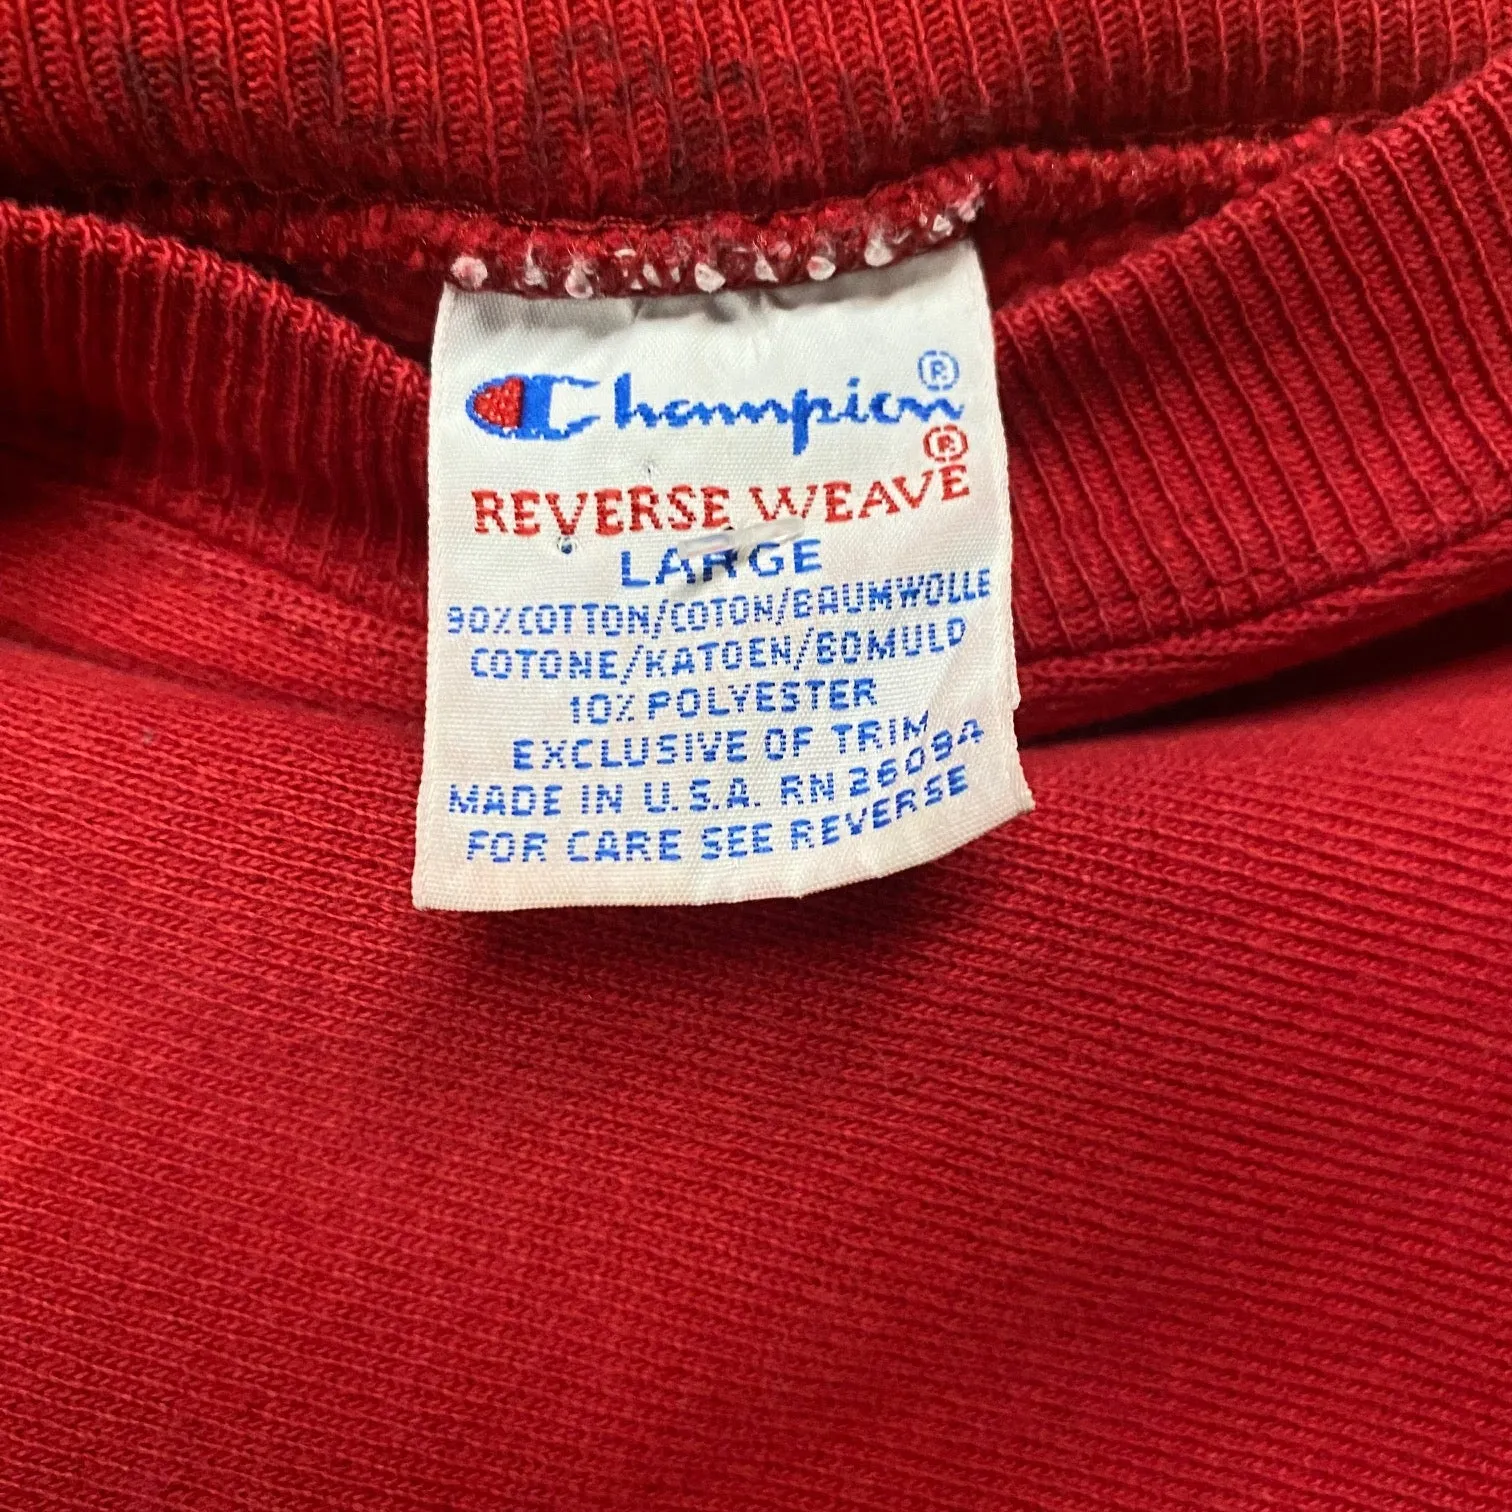 Champion®
REVERSE WEAVE®
LARGE
90% COTTON/COTON/BAUMWOLLE
COTONE/KATOEN/BOMULD
10% POLYESTER
EXCLUSIVE OF TRIM
MADE IN U.S.A. RN 26094
FOR CARE SEE REVERSE